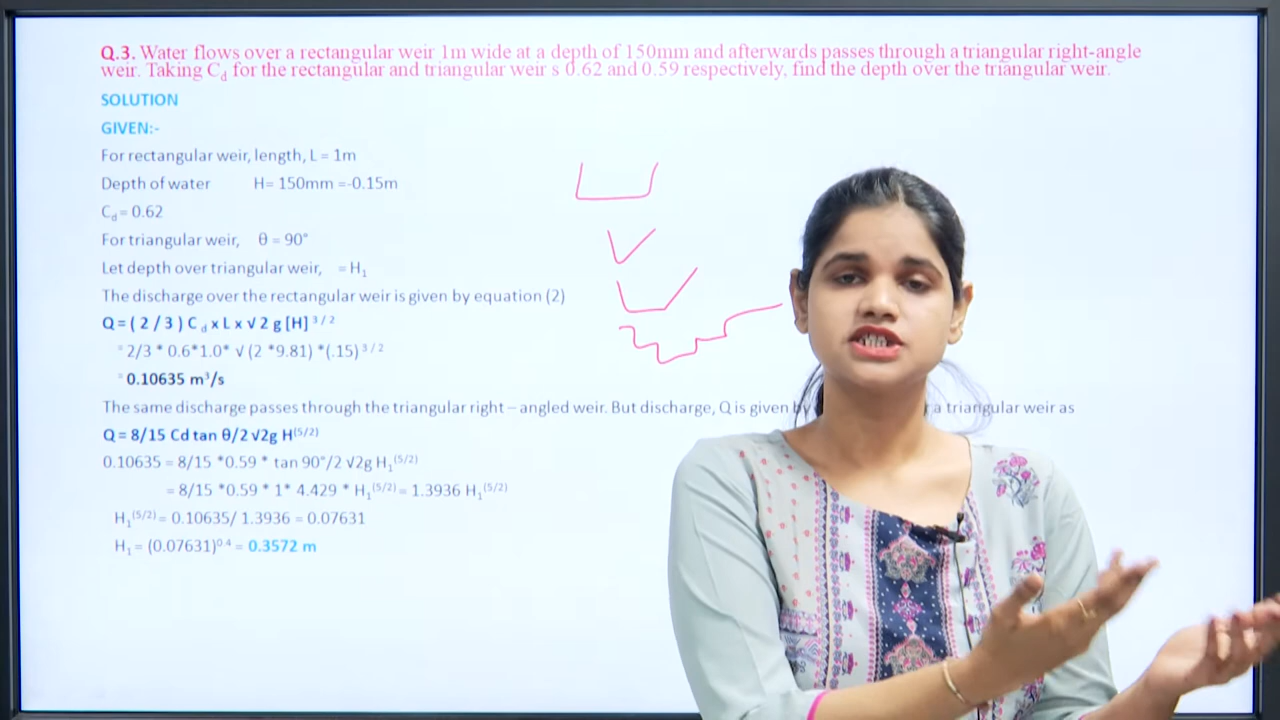 Q.3. Water flows over a rectangular weir 1m wide at a depth of 150mm and afterwards passes through a triangular right-angle
weir. Taking Cd for the rectangular and triangular weir s 0.62 and 0.59 respectively, find the depth over the triangular weir.
SOLUTION
GIVEN:-
For rectangular weir, length, L = 1m
Depth of water H= 150mm =-0.15m
Cd = 0.62
For triangular weir, θ = 90°
Let depth over triangular weir, = H1
The discharge over the rectangular weir is given by equation (2)
Q = ( 2 / 3 ) C d x L x √ 2 g [H] 3 / 2
= 2/3 * 0.6*1.0* √ (2 *9.81) *(.15) 3 / 2
= 0.10635 m³/s
The same discharge passes through the triangular right – angled weir. But discharge, Q is given by a triangular weir as
Q = 8/15 Cd tan θ/2 √2g H(5/2)
0.10635 = 8/15 *0.59 * tan 90°/2 √2g H1(5/2)
= 8/15 *0.59 * 1* 4.429 * H1(5/2) = 1.3936 H1(5/2)
H1(5/2) = 0.10635/ 1.3936 = 0.07631
H1 = (0.07631)0.4 = 0.3572 m